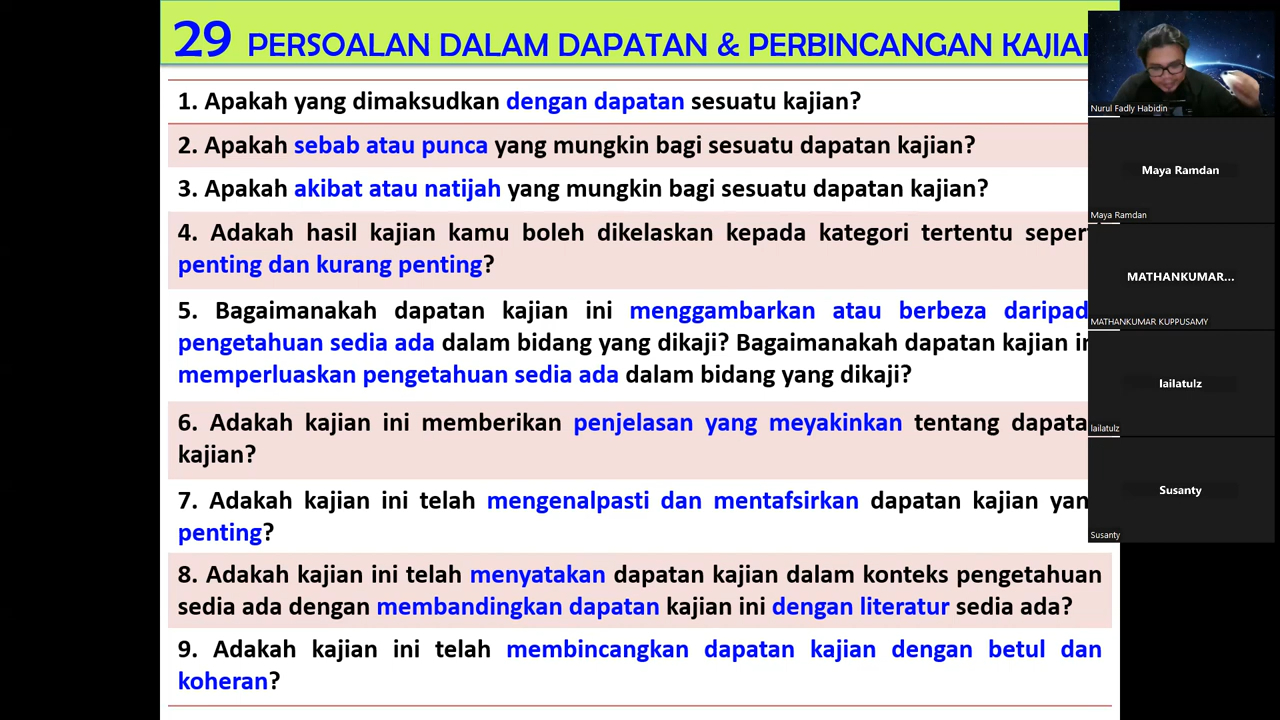 29 PERSOALAN DALAM DAPATAN & PERBINCANGAN KAJIAN
1. Apakah yang dimaksudkan dengan dapatan sesuatu kajian?
2. Apakah sebab atau punca yang mungkin bagi sesuatu dapatan kajian?
3. Apakah akibat atau natijah yang mungkin bagi sesuatu dapatan kajian?
4. Adakah hasil kajian kamu boleh dikelaskan kepada kategori tertentu sepert
penting dan kurang penting?
5. Bagaimanakah dapatan kajian ini menggambarkan atau berbeza daripad
pengetahuan sedia ada dalam bidang yang dikaji? Bagaimanakah dapatan kajian in
memperluaskan pengetahuan sedia ada dalam bidang yang dikaji?
6. Adakah kajian ini memberikan penjelasan yang meyakinkan tentang dapata
kajian?
7. Adakah kajian ini telah mengenalpasti dan mentafsirkan dapatan kajian yan
penting?
8. Adakah kajian ini telah menyatakan dapatan kajian dalam konteks pengetahuan
sedia ada dengan membandingkan dapatan kajian ini dengan literatur sedia ada?
9. Adakah kajian ini telah membincangkan dapatan kajian dengan betul dan
koheran?
Nurul Fadly Habidin
Maya Ramdan
Maya Ramdan
MATHANKUMAR...
MATHANKUMAR KUPPUSAMY
lailatulz
lailatulz
Susanty
Susanty